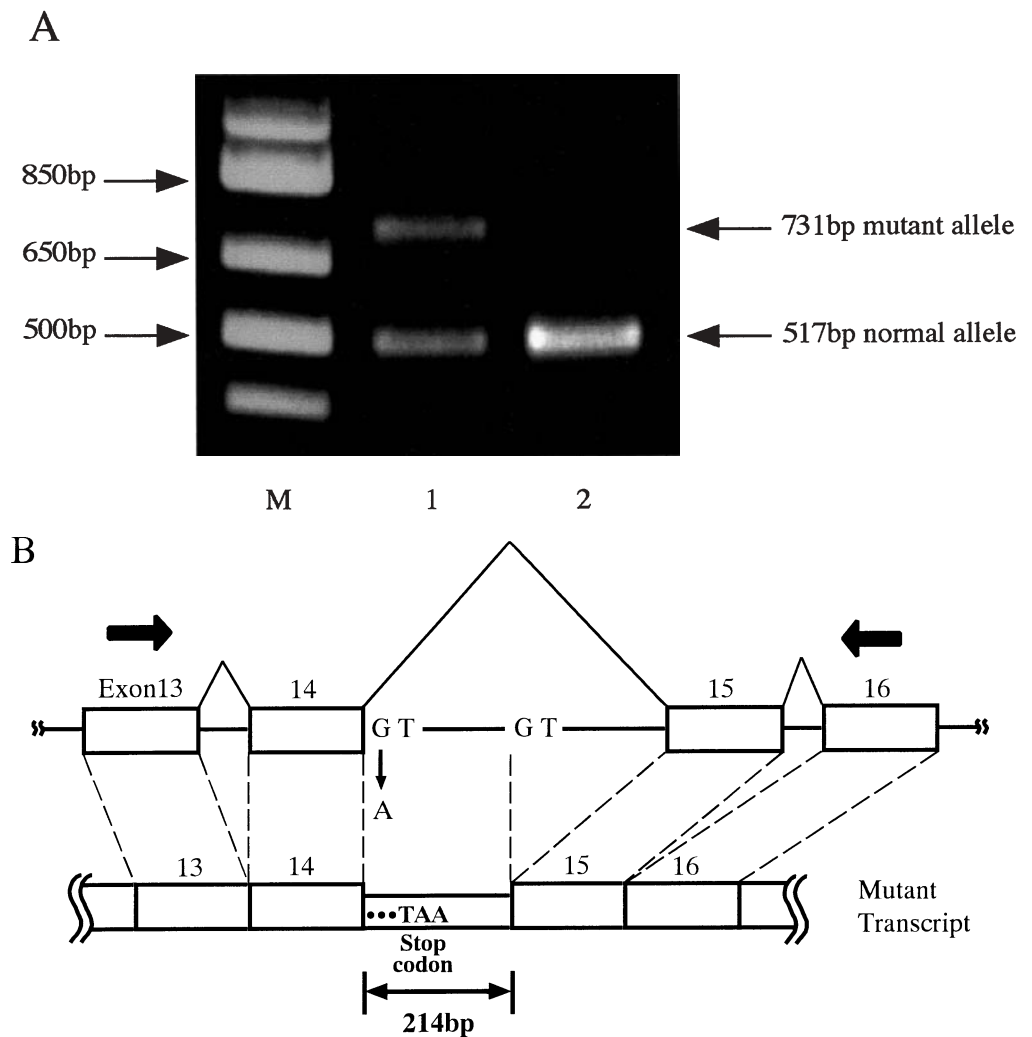 A
850bp
650bp
500bp
731bp mutant allele
517bp normal allele
M 1 2
B
Exon13 14 15 16
G T G T
A
13 14 15 16
•••TAA
Stop
codon
214bp
Mutant
Transcript